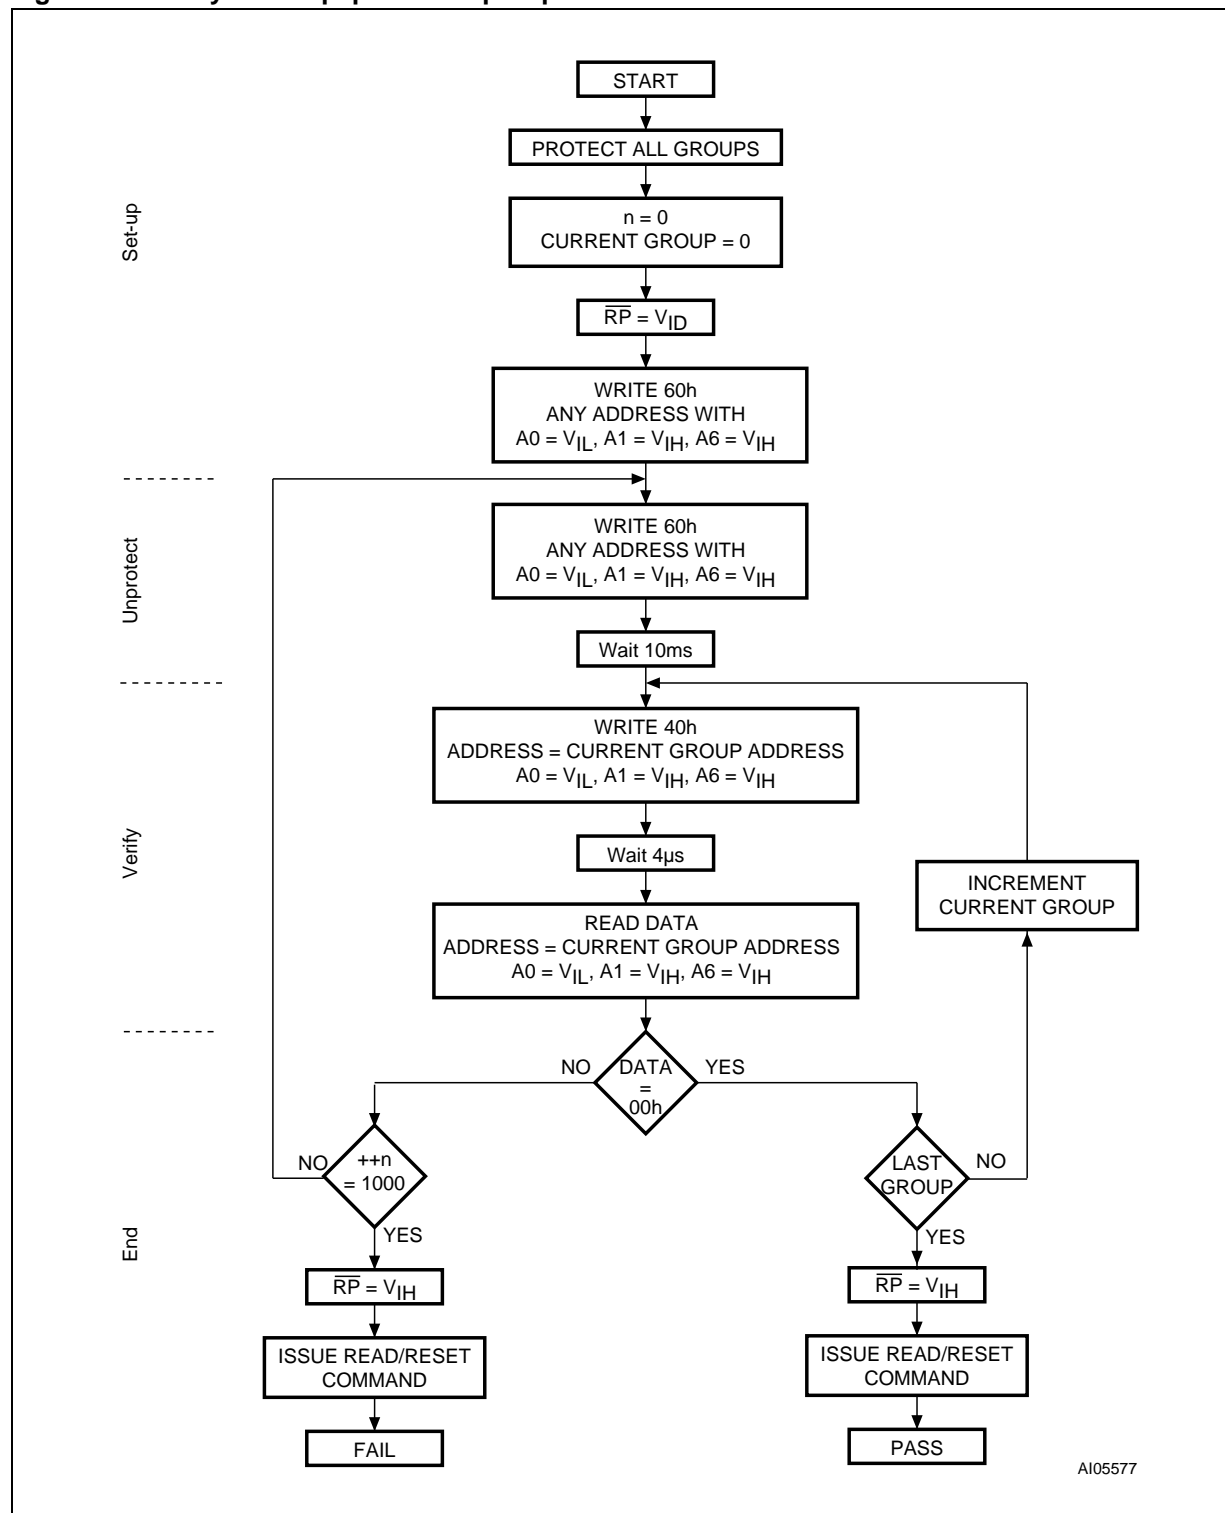 START
PROTECT ALL GROUPS
n = 0
CURRENT GROUP = 0
Set-up
RP = VID
WRITE 60h
ANY ADDRESS WITH
A0 = VIL, A1 = VIH, A6 = VIH
Unprotect
WRITE 60h
ANY ADDRESS WITH
A0 = VIL, A1 = VIH, A6 = VIH
Wait 10ms
WRITE 40h
ADDRESS = CURRENT GROUP ADDRESS
A0 = VIL, A1 = VIH, A6 = VIH
Verify
Wait 4µs
INCREMENT
CURRENT GROUP
READ DATA
ADDRESS = CURRENT GROUP ADDRESS
A0 = VIL, A1 = VIH, A6 = VIH
NO
DATA
=
00h
YES
NO
++n
= 1000
LAST
GROUP
NO
End
YES
YES
RP = VIH
RP = VIH
ISSUE READ/RESET
COMMAND
ISSUE READ/RESET
COMMAND
FAIL
PASS
AI05577